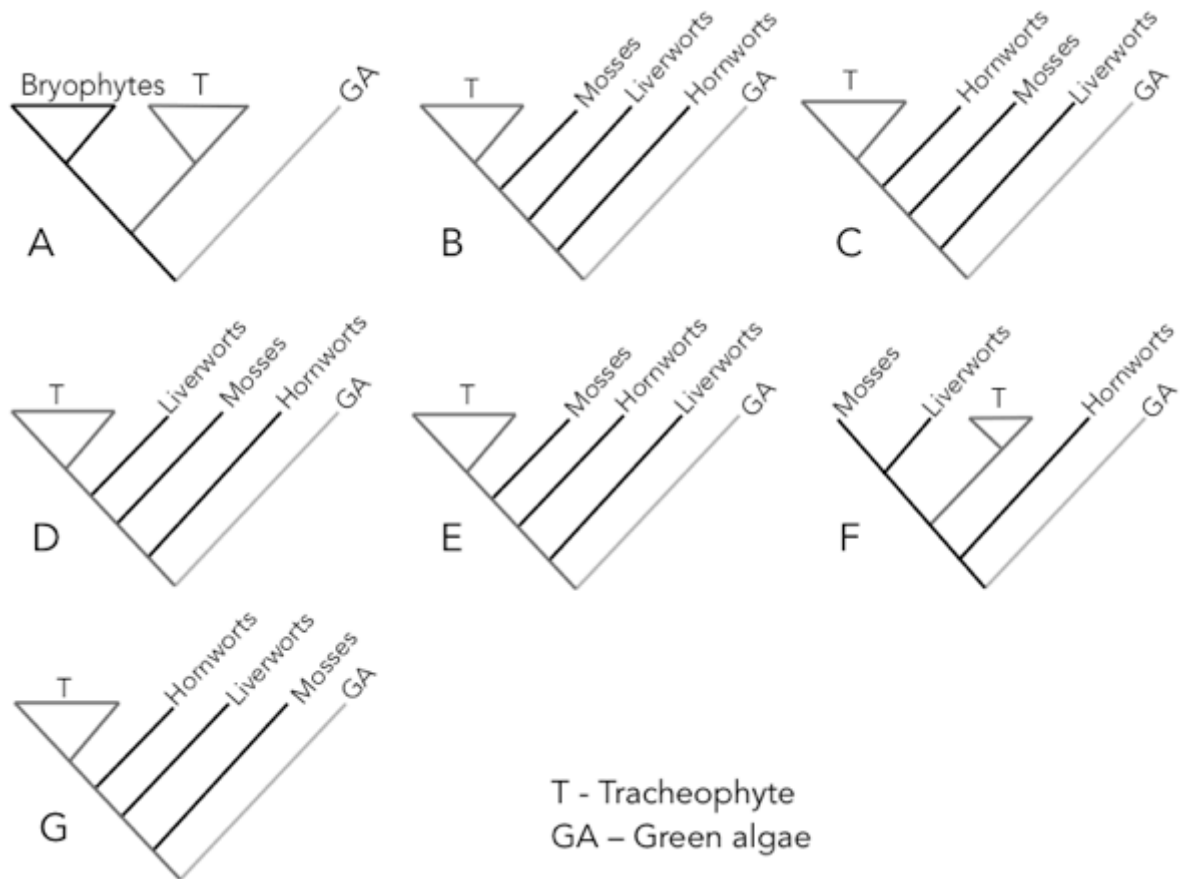 Bryophytes T GA
A
T Mosses Liverworts Hornworts GA
B
T Hornworts Mosses Liverworts GA
C
T Liverworts Mosses Hornworts GA
D
T Mosses Hornworts Liverworts GA
E
Mosses Liverworts T Hornworts GA
F
T Hornworts Liverworts Mosses GA
G
T - Tracheophyte
GA – Green algae